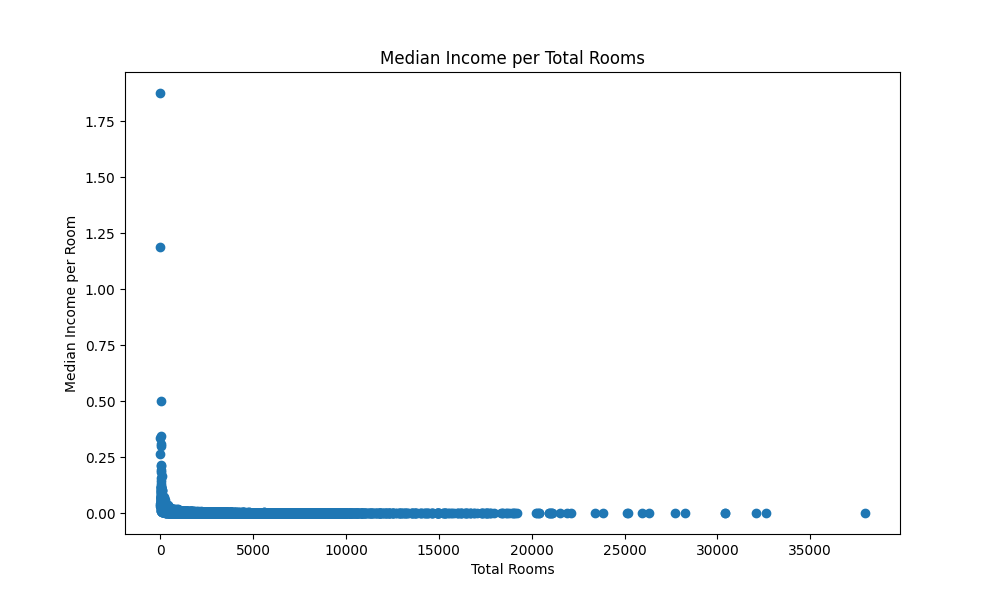 Median Income per Total Rooms
Median Income per Room
1.75
1.50
1.25
1.00
0.75
0.50
0.25
0.00
0 5000 10000 15000 20000 25000 30000 35000
Total Rooms